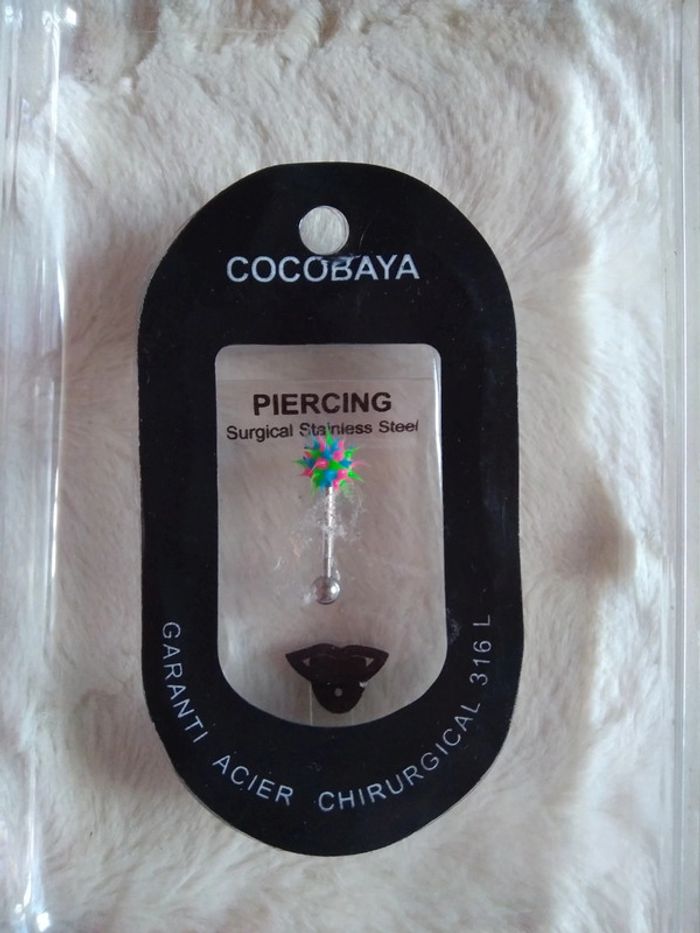 COCOBAYA
PIERCING
Surgical Stainless Steel
GARANTI ACIER CHIRURGICAL 316 L